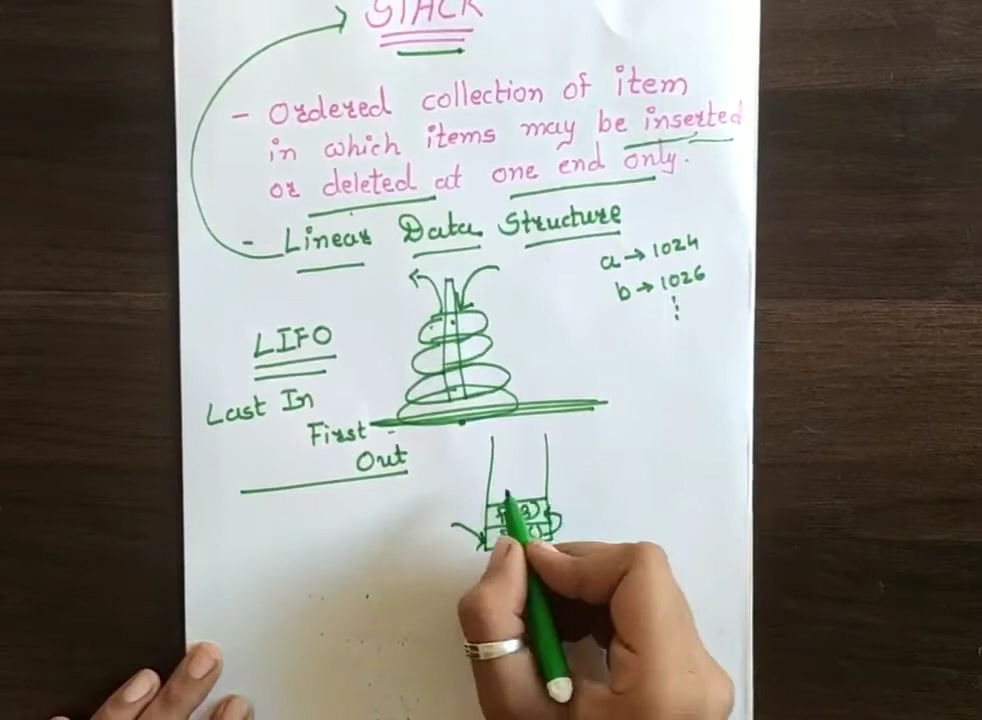 STACK
- Ordered collection of item
in which items may be inserted
or deleted at one end only.
- Linear Data Structure
a → 1024
b → 1026
⋮
LIFO
Last In
First
Out